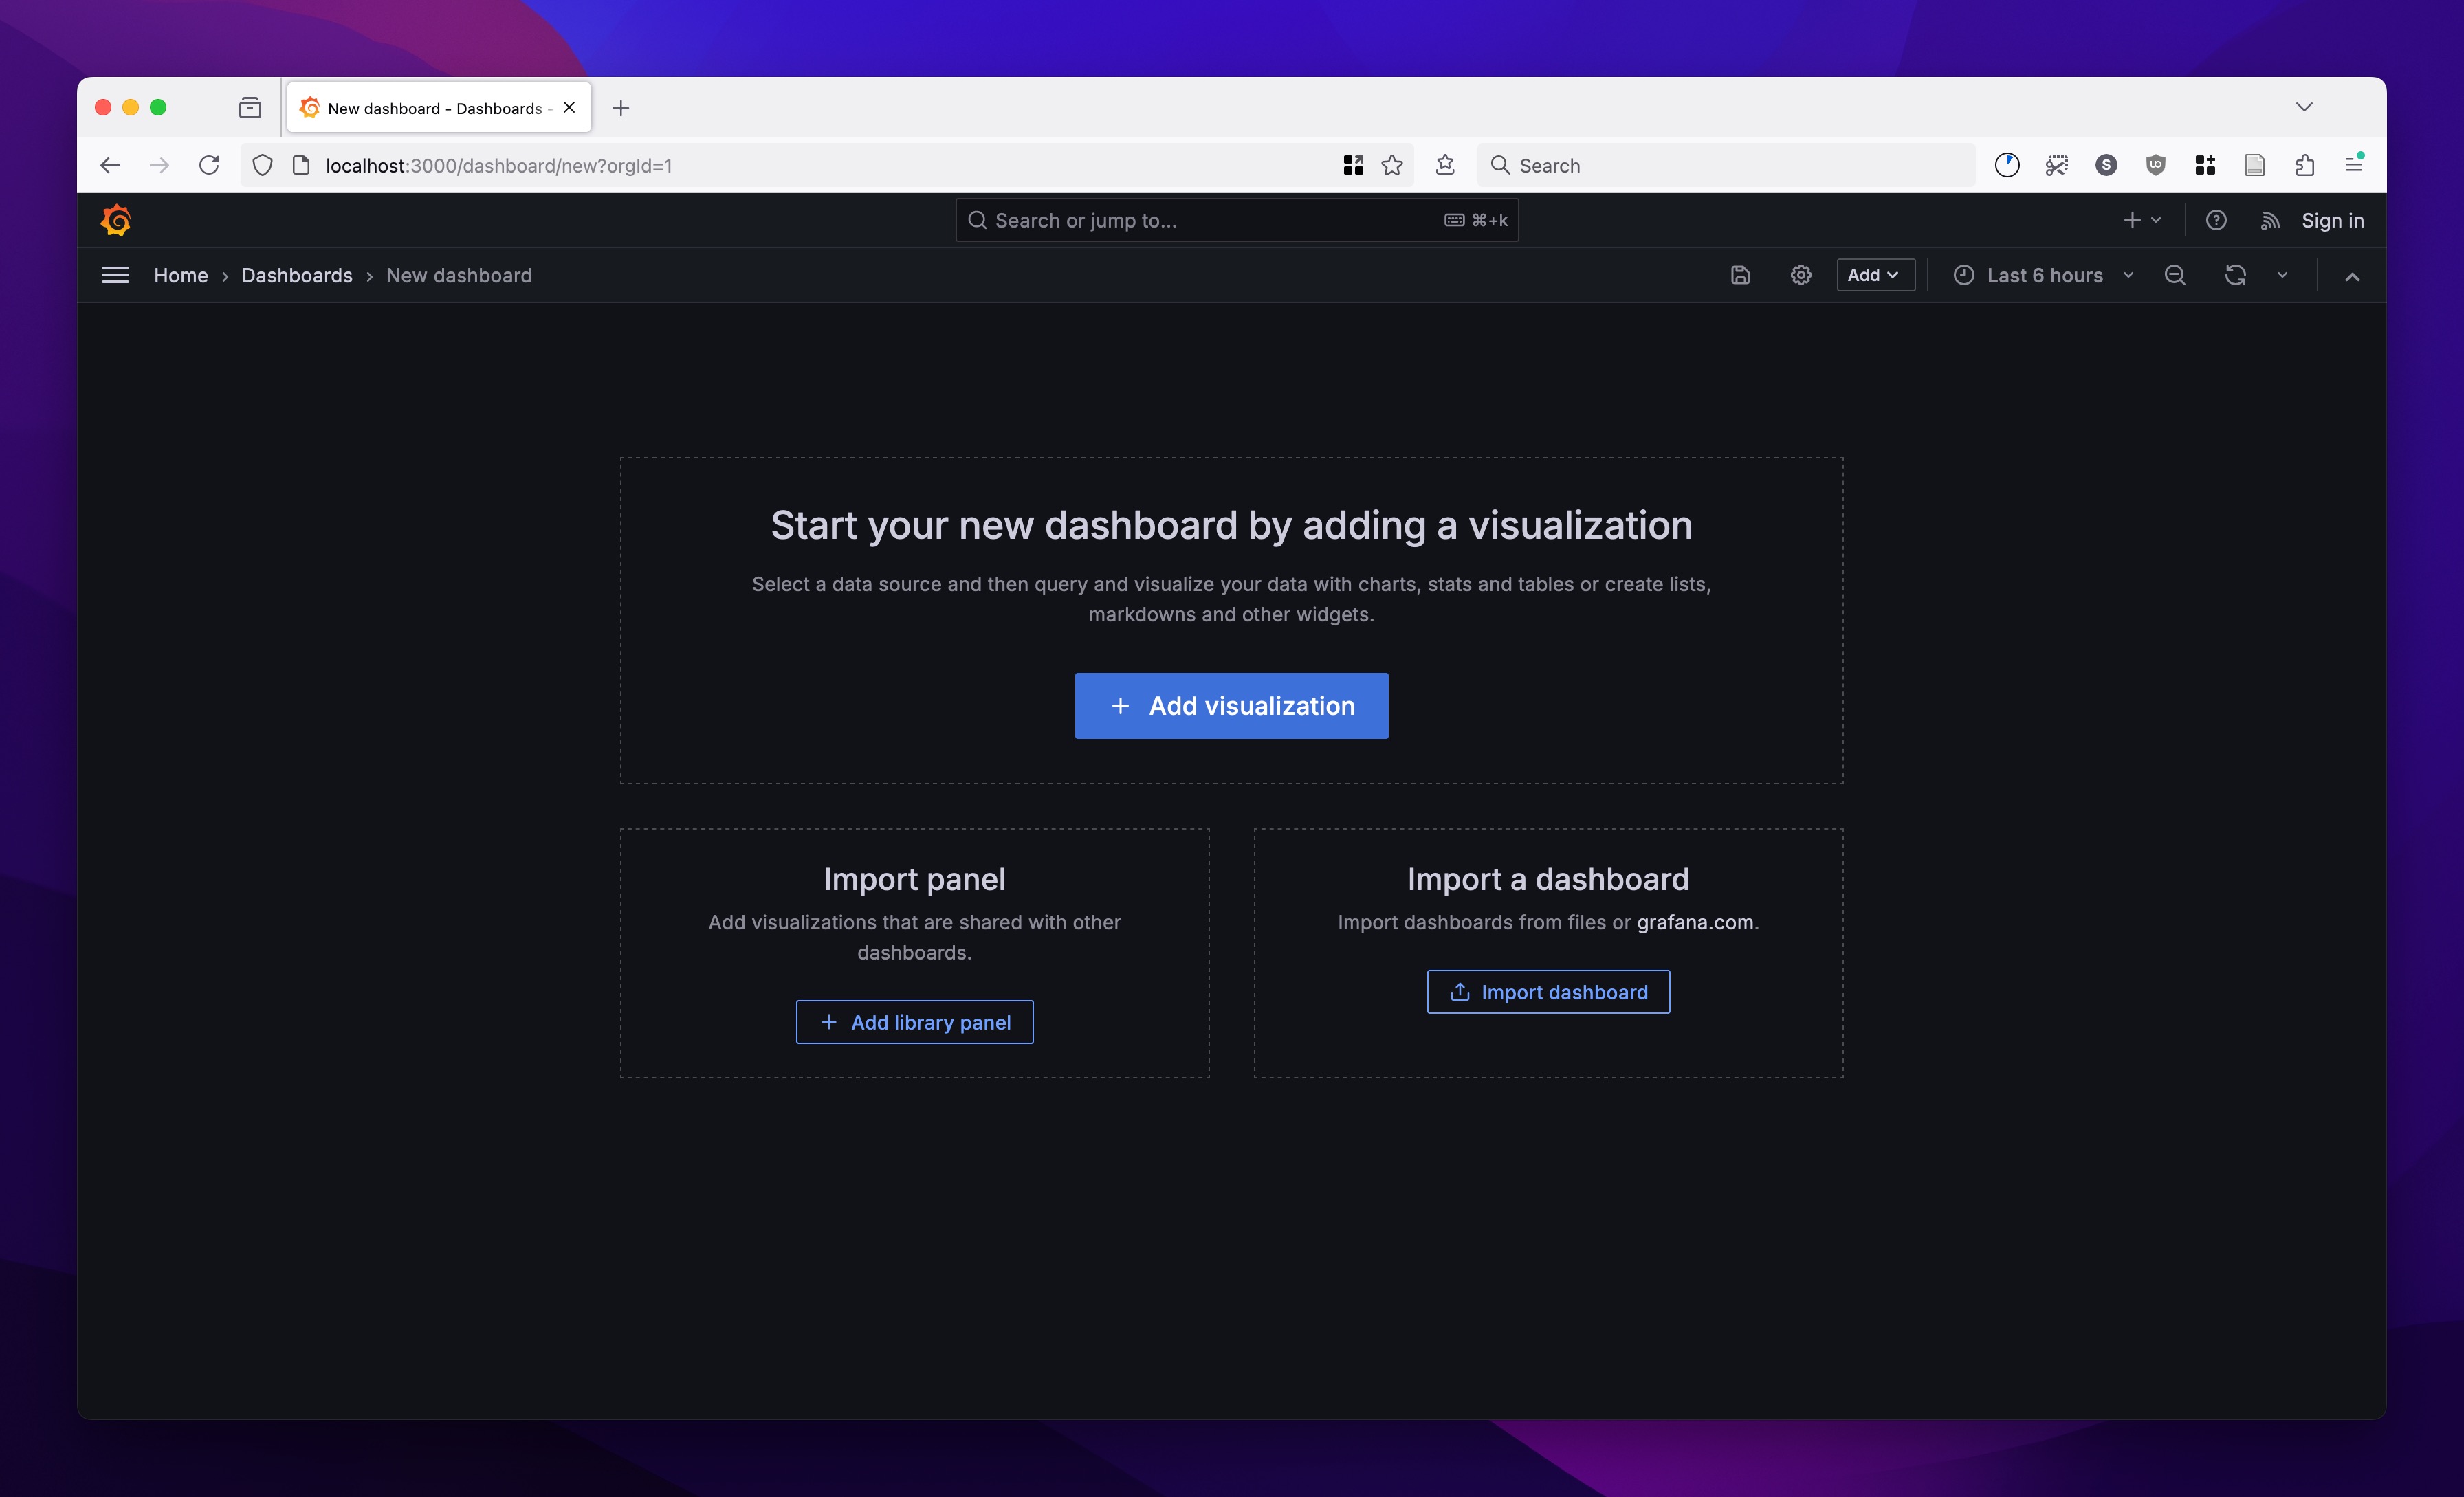 New dashboard - Dashboards -
localhost:3000/dashboard/new?orgId=1
Search
Search or jump to...
⌘+k
Sign in
Home › Dashboards › New dashboard
Add
Last 6 hours
Start your new dashboard by adding a visualization
Select a data source and then query and visualize your data with charts, stats and tables or create lists,
markdowns and other widgets.
+ Add visualization
Import panel
Add visualizations that are shared with other
dashboards.
+ Add library panel
Import a dashboard
Import dashboards from files or grafana.com.
Import dashboard